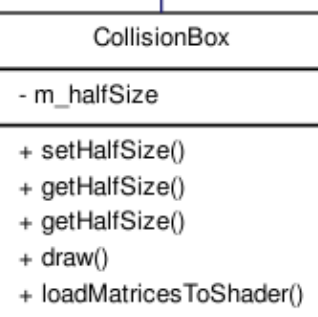 CollisionBox
- m_halfSize
+ setHalfSize()
+ getHalfSize()
+ getHalfSize()
+ draw()
+ loadMatricesToShader()